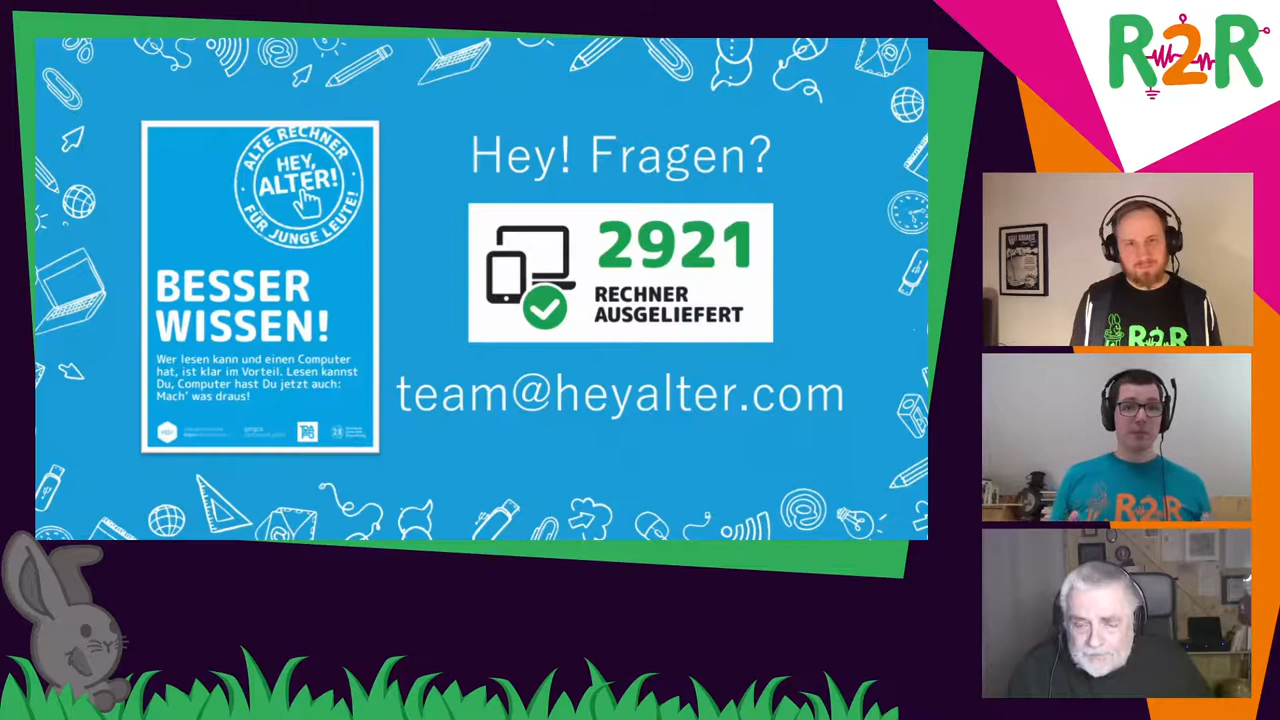 R2R
ALTE RECHNER
HEY,
ALTER!
FÜR JUNGE LEUTE!
BESSER
WISSEN!
Wer lesen kann und einen Computer
hat, ist klar im Vorteil. Lesen kannst
Du, Computer hast Du jetzt auch:
Mach' was draus!
Hey! Fragen?
2921
RECHNER
AUSGELIEFERT
team@heyalter.com
R2R
R2R